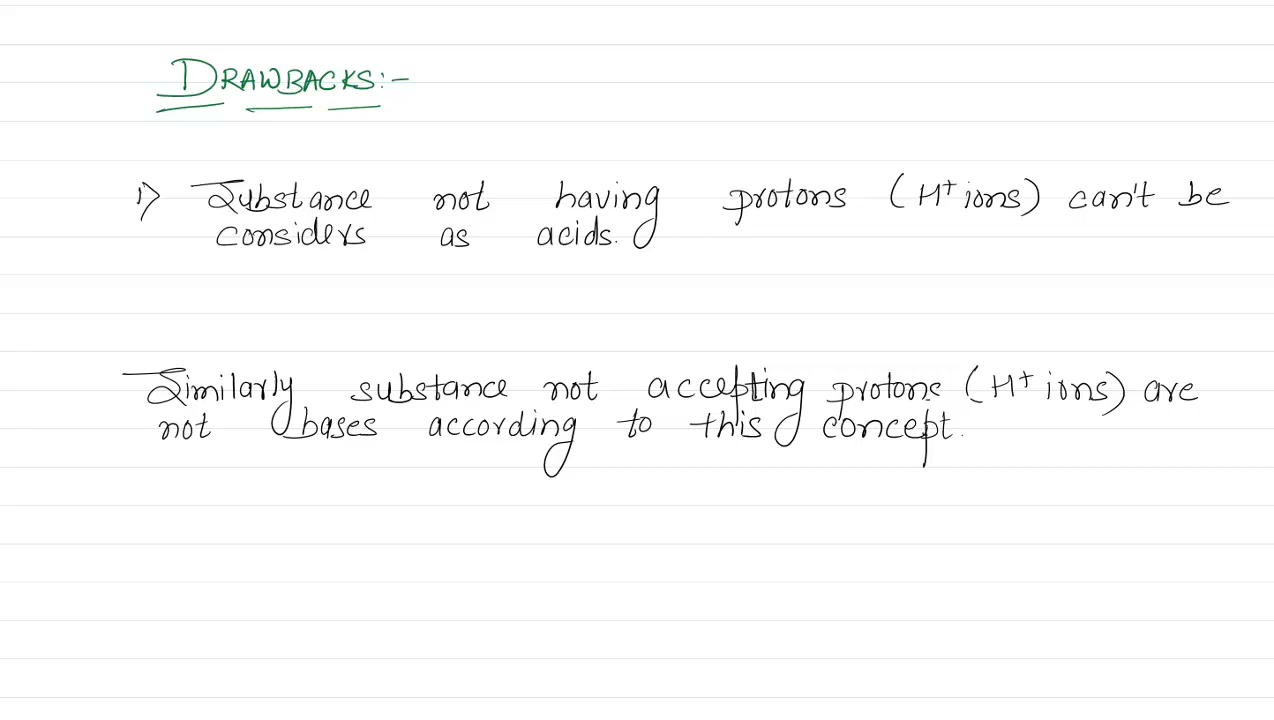 DRAWBACKS:-
1) Substance not having protons (H⁺ ions) can't be
considers as acids.
Similarly substance not accepting protons (H⁺ ions) are
not bases according to this concept.